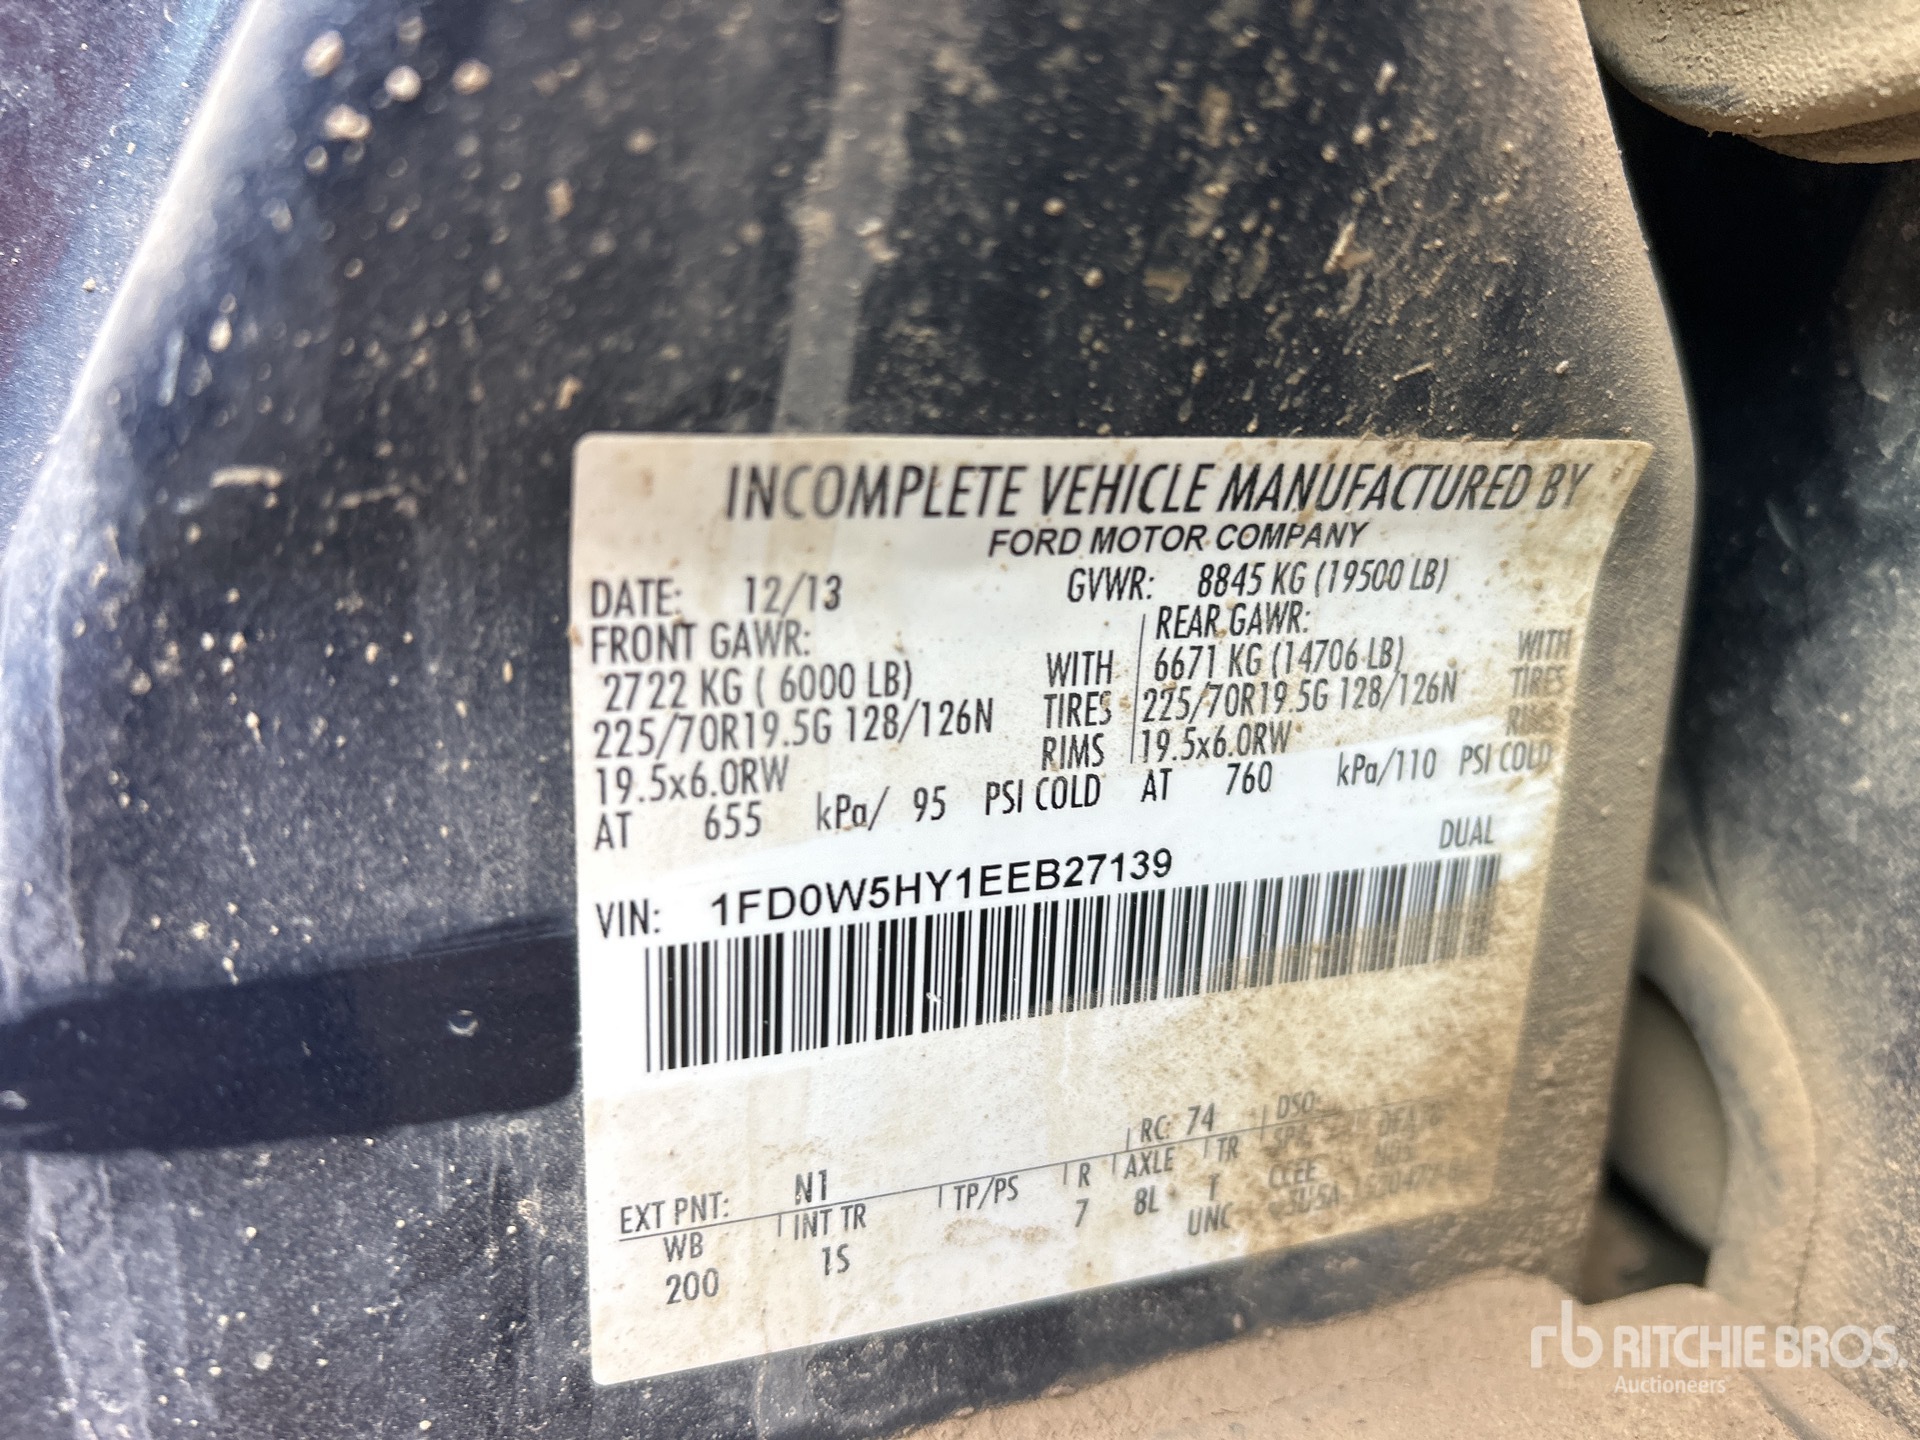 INCOMPLETE VEHICLE MANUFACTURED BY
FORD MOTOR COMPANY
DATE: 12/13 GVWR: 8845 KG (19500 LB)
FRONT GAWR: REAR GAWR:
2722 KG ( 6000 LB) WITH 6671 KG (14706 LB) WITH
225/70R19.5G 128/126N TIRES 225/70R19.5G 128/126N TIRES
19.5x6.0RW RIMS 19.5x6.0RW RIMS
AT 655 kPa/ 95 PSI COLD AT 760 kPa/110 PSI COLD
DUAL
VIN: 1FD0W5HY1EEB27139
EXT PNT: N1 RC: 74 DSO:
WB INT TR TP/PS R AXLE TR
200 1S 7 8L T
UNC
rb RITCHIE BROS.
Auctioneers